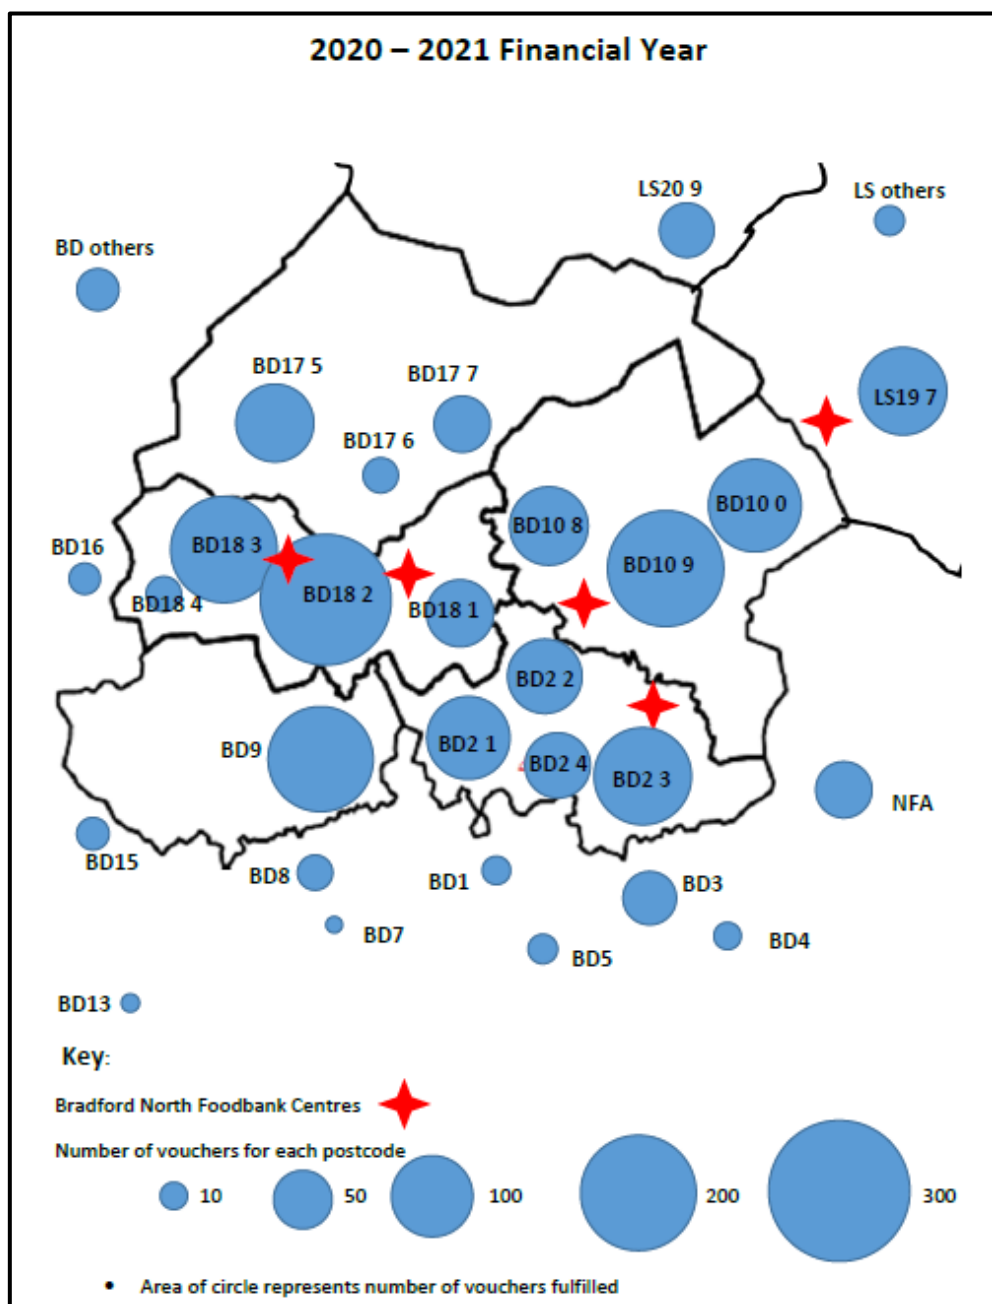 2020 – 2021 Financial Year
LS20 9
LS others
BD others
BD17 5
BD17 7
LS19 7
BD17 6
BD10 0
BD10 8
BD18 3
BD16
BD10 9
BD18 2
BD18 4
BD18 1
BD2 2
BD2 1
BD9
BD2 4
BD2 3
NFA
BD15
BD8
BD1
BD3
BD7
BD4
BD5
BD13
Key:
Bradford North Foodbank Centres
Number of vouchers for each postcode
10 50 100 200 300
• Area of circle represents number of vouchers fulfilled